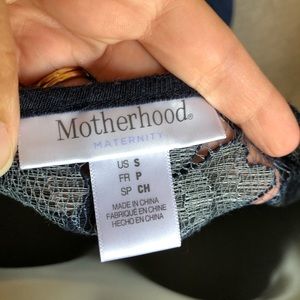 Motherhood®
MATERNITY
US S
FR P
SP CH
MADE IN CHINA
FABRIQUÉ EN CHINE
HECHO EN CHINA